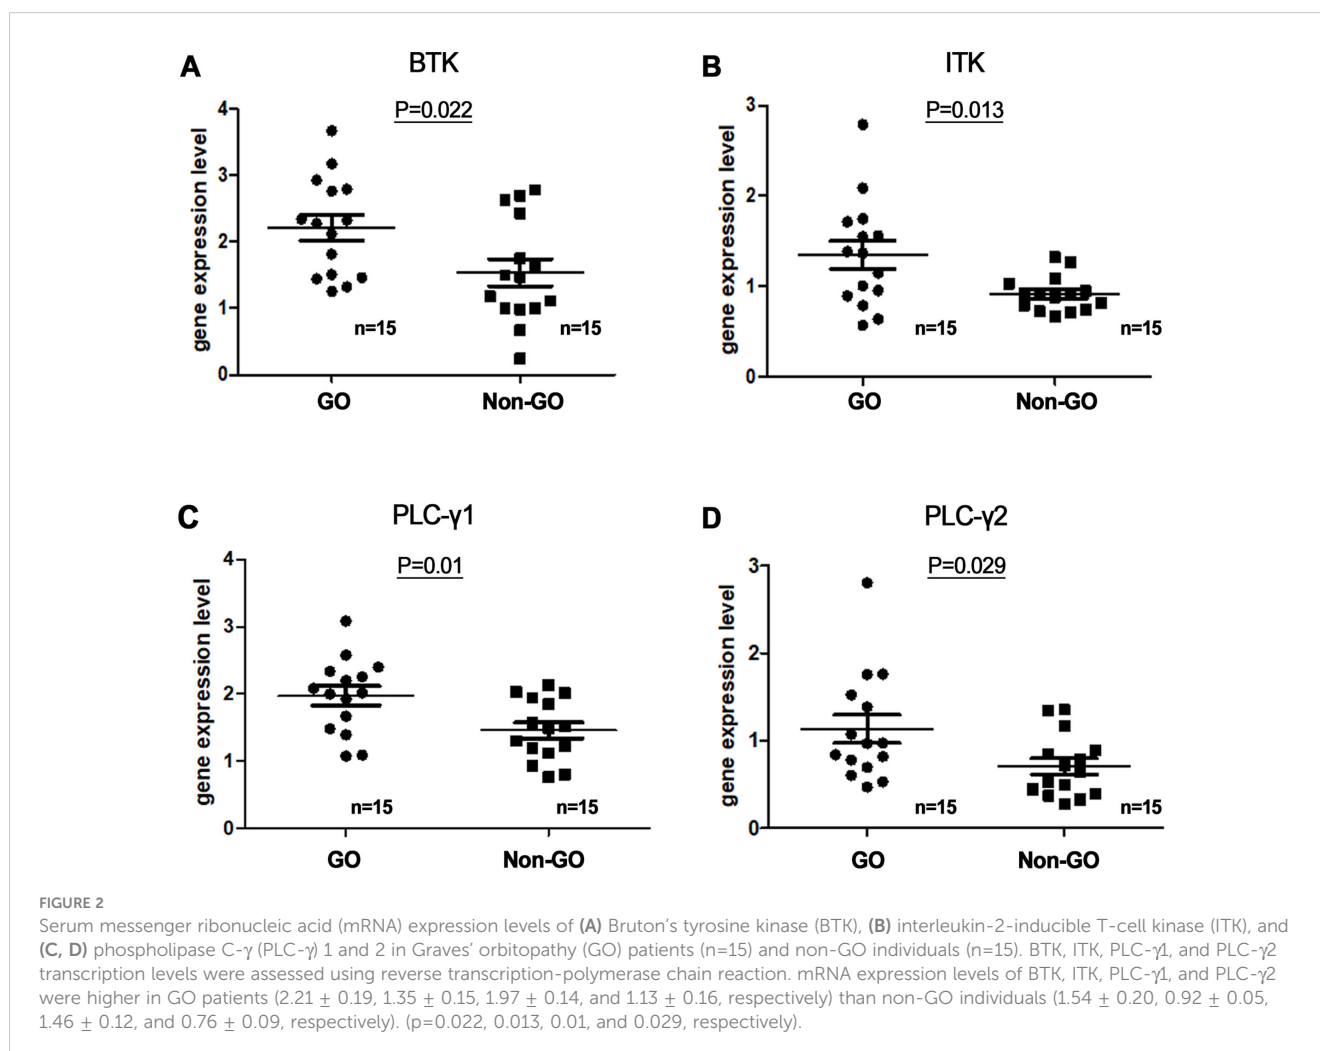 A
BTK
P=0.022
gene expression level
4
3
2
1
0
n=15
n=15
GO
Non-GO
B
ITK
P=0.013
gene expression level
3
2
1
0
n=15
n=15
GO
Non-GO
C
PLC-γ1
P=0.01
gene expression level
4
3
2
1
0
n=15
n=15
GO
Non-GO
D
PLC-γ2
P=0.029
gene expression level
3
2
1
0
n=15
n=15
GO
Non-GO
FIGURE 2
Serum messenger ribonucleic acid (mRNA) expression levels of (A) Bruton's tyrosine kinase (BTK), (B) interleukin-2-inducible T-cell kinase (ITK), and
(C, D) phospholipase C-γ (PLC-γ) 1 and 2 in Graves' orbitopathy (GO) patients (n=15) and non-GO individuals (n=15). BTK, ITK, PLC-γ1, and PLC-γ2
transcription levels were assessed using reverse transcription-polymerase chain reaction. mRNA expression levels of BTK, ITK, PLC-γ1, and PLC-γ2
were higher in GO patients (2.21 ± 0.19, 1.35 ± 0.15, 1.97 ± 0.14, and 1.13 ± 0.16, respectively) than non-GO individuals (1.54 ± 0.20, 0.92 ± 0.05,
1.46 ± 0.12, and 0.76 ± 0.09, respectively). (p=0.022, 0.013, 0.01, and 0.029, respectively).